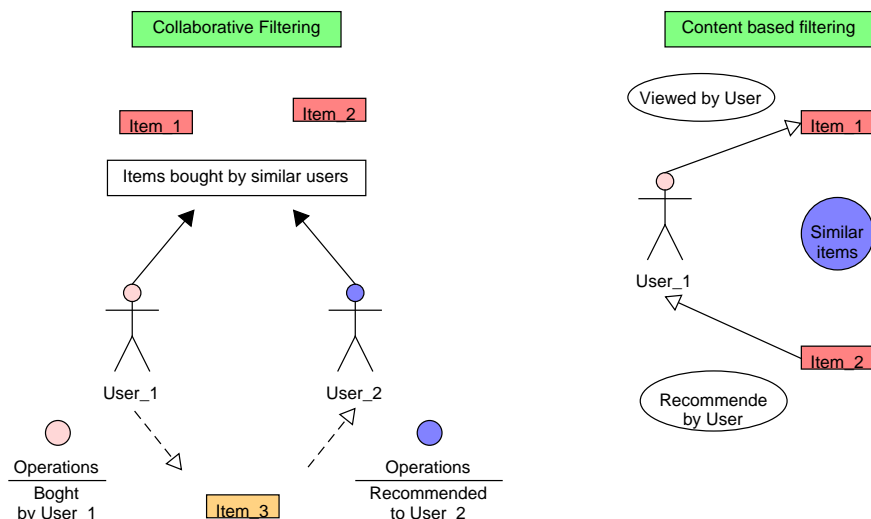 Collaborative Filtering
Item_1
Item_2
Items bought by similar users
User_1
User_2
Operations
Boght
by User_1
Item_3
Operations
Recommended
to User_2
Content based filtering
Viewed by User
Item_1
Similar
items
User_1
Item_2
Recommende
by User